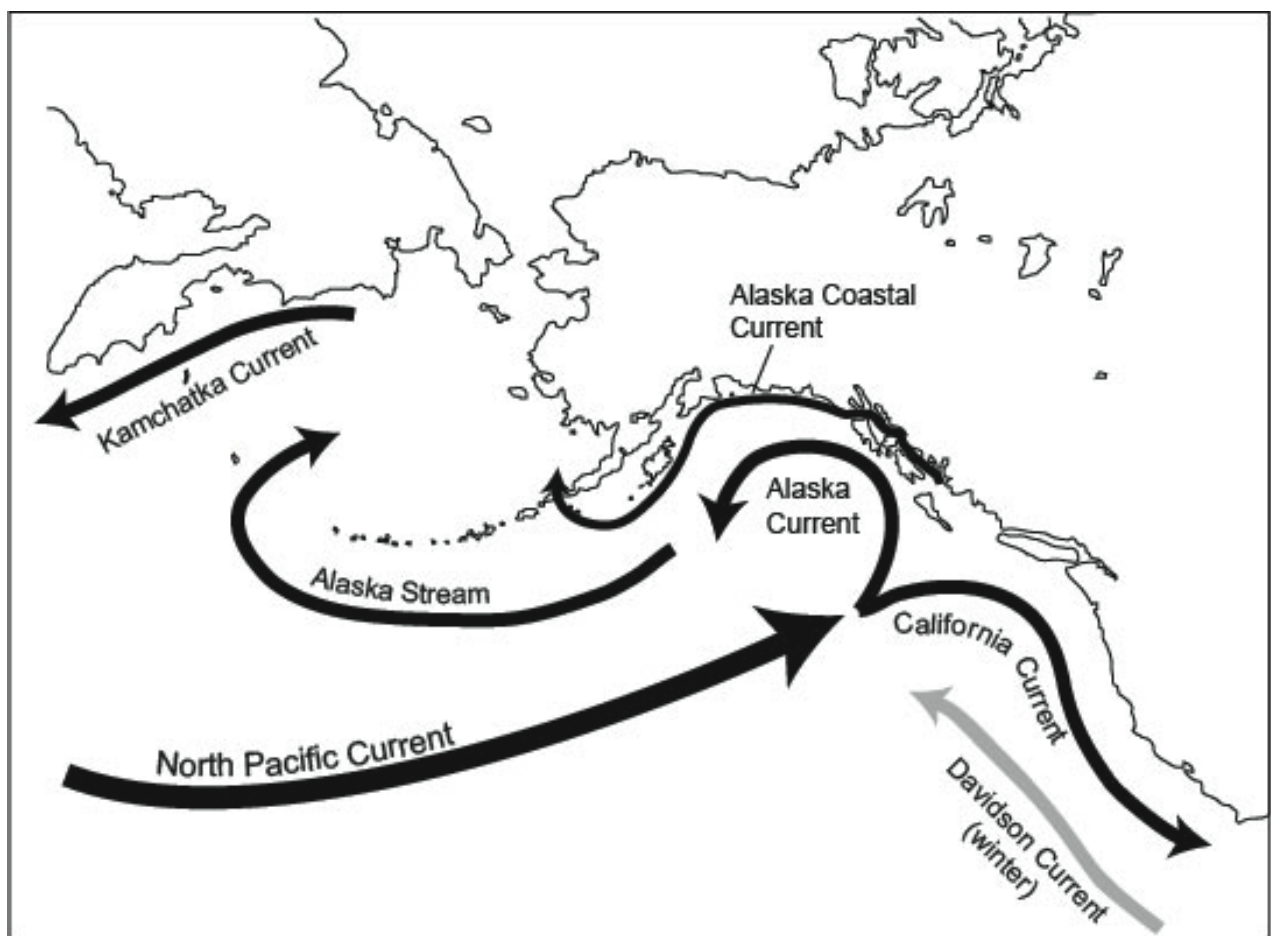 Alaska Coastal
Current
Kamchatka Current
Alaska
Current
Alaska Stream
California Current
North Pacific Current
Davidson Current
(winter)